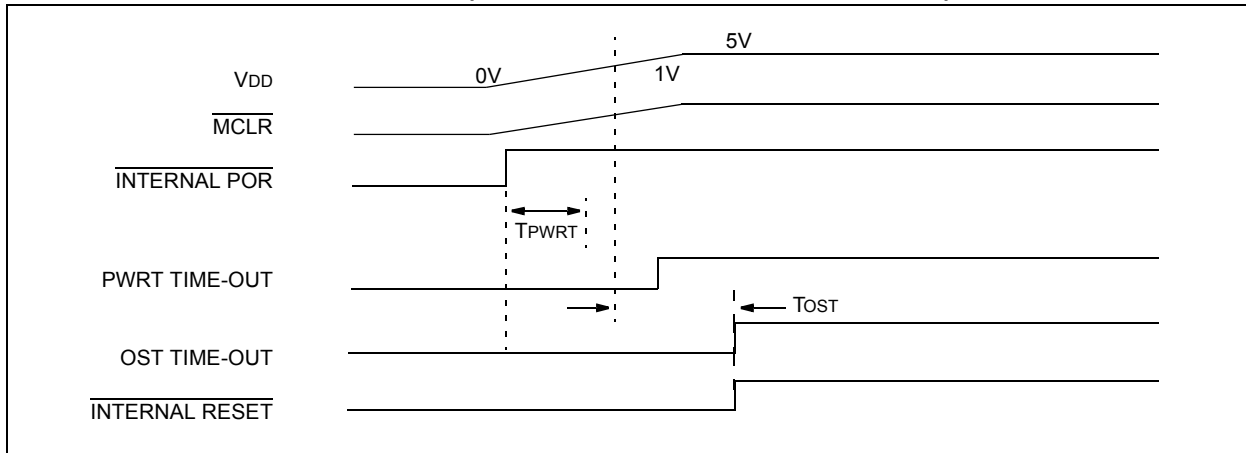 5V
VDD
0V
1V
MCLR
INTERNAL POR
TPWRT
PWRT TIME-OUT
TOST
OST TIME-OUT
INTERNAL RESET